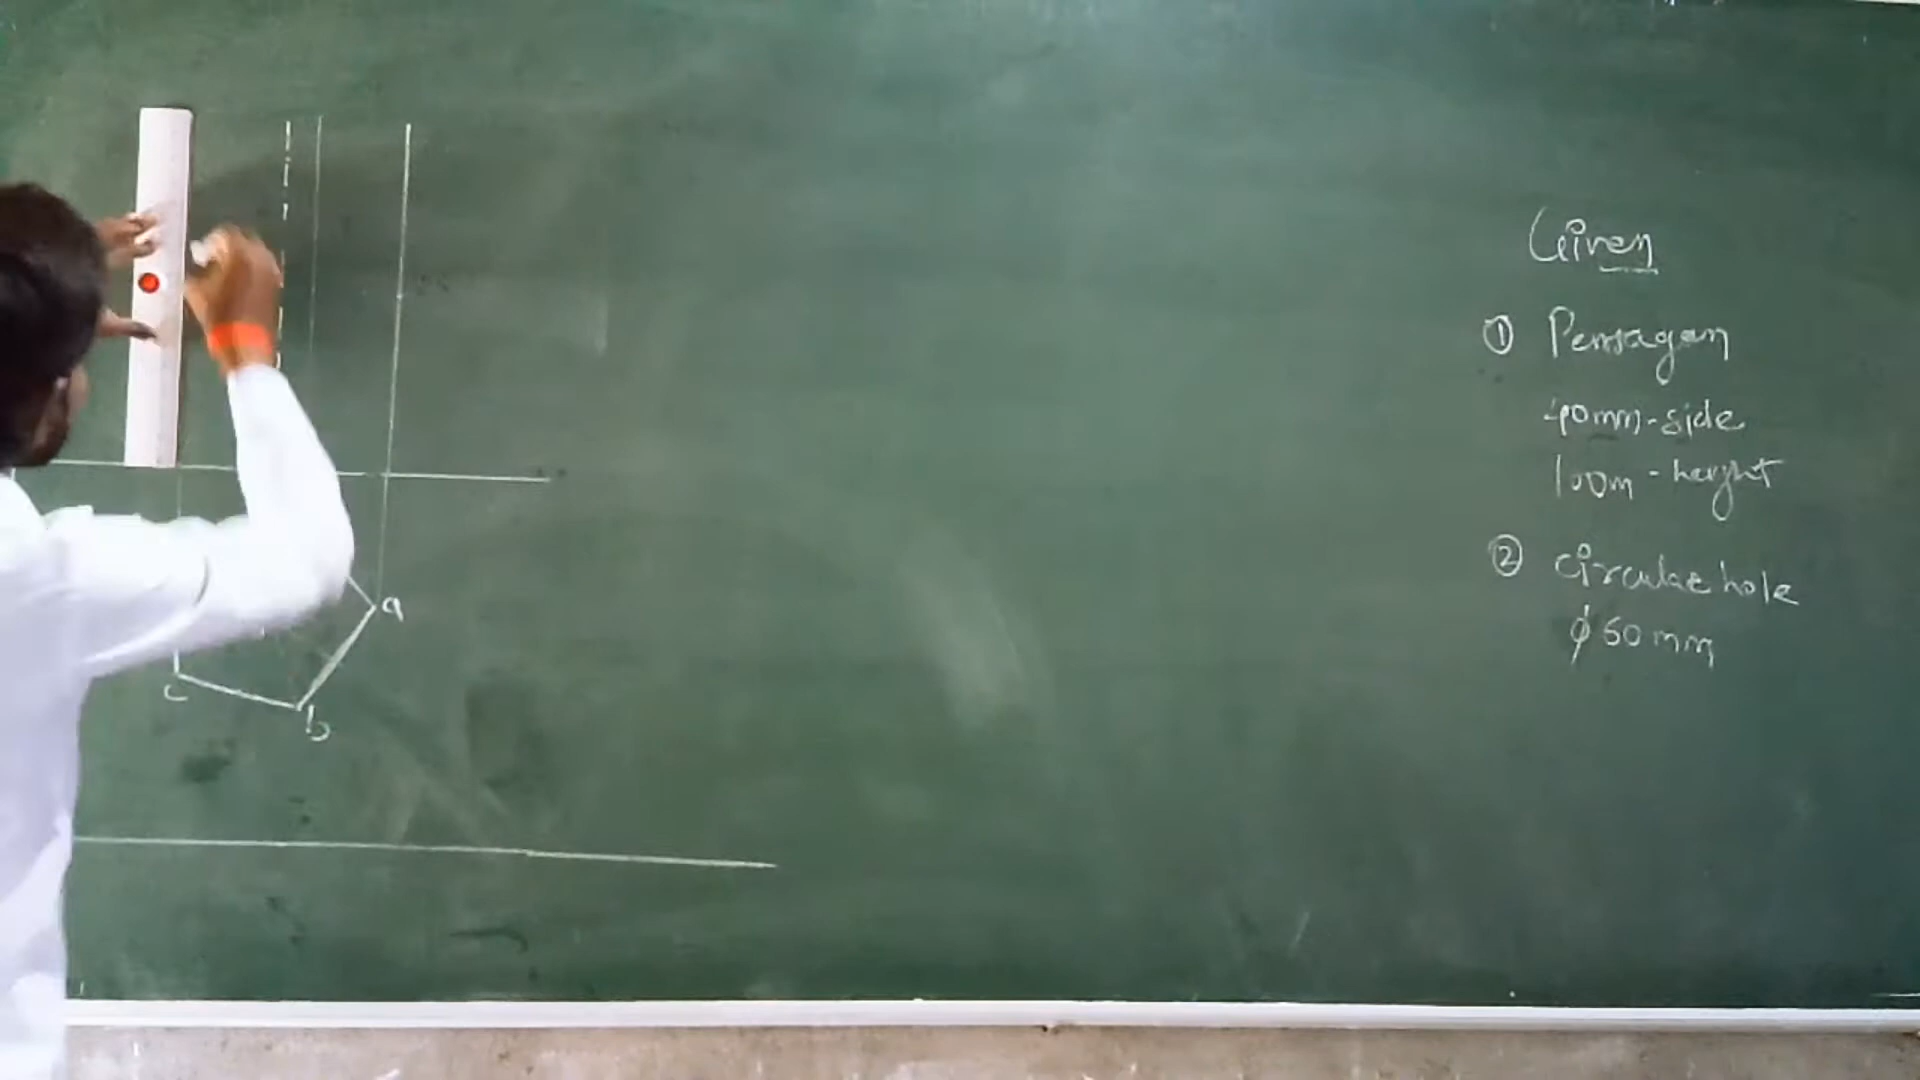 Given
① Pentagon
40mm-side
100m-height
② Circular hole
ϕ 50 mm
a
c
b